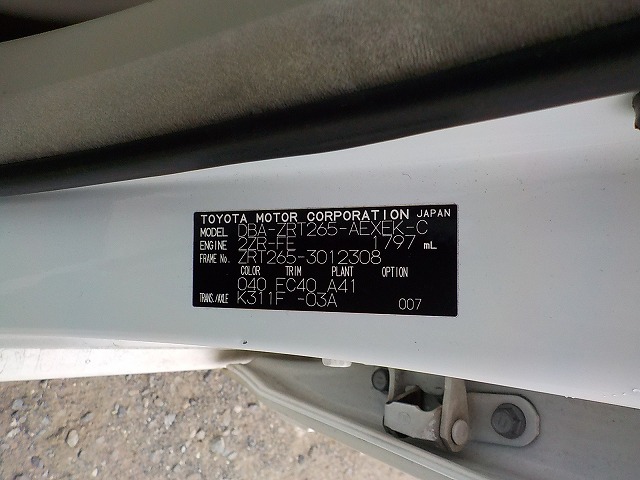 TOYOTA MOTOR CORPORATION JAPAN
MODEL DBA-ZRT265-AEXEK-C
ENGINE 2ZR-FE 1797 mL
FRAME No. ZRT265-3012308
COLOR TRIM PLANT OPTION
040 FC40 A41
TRANS./AXLE K311F -03A 007